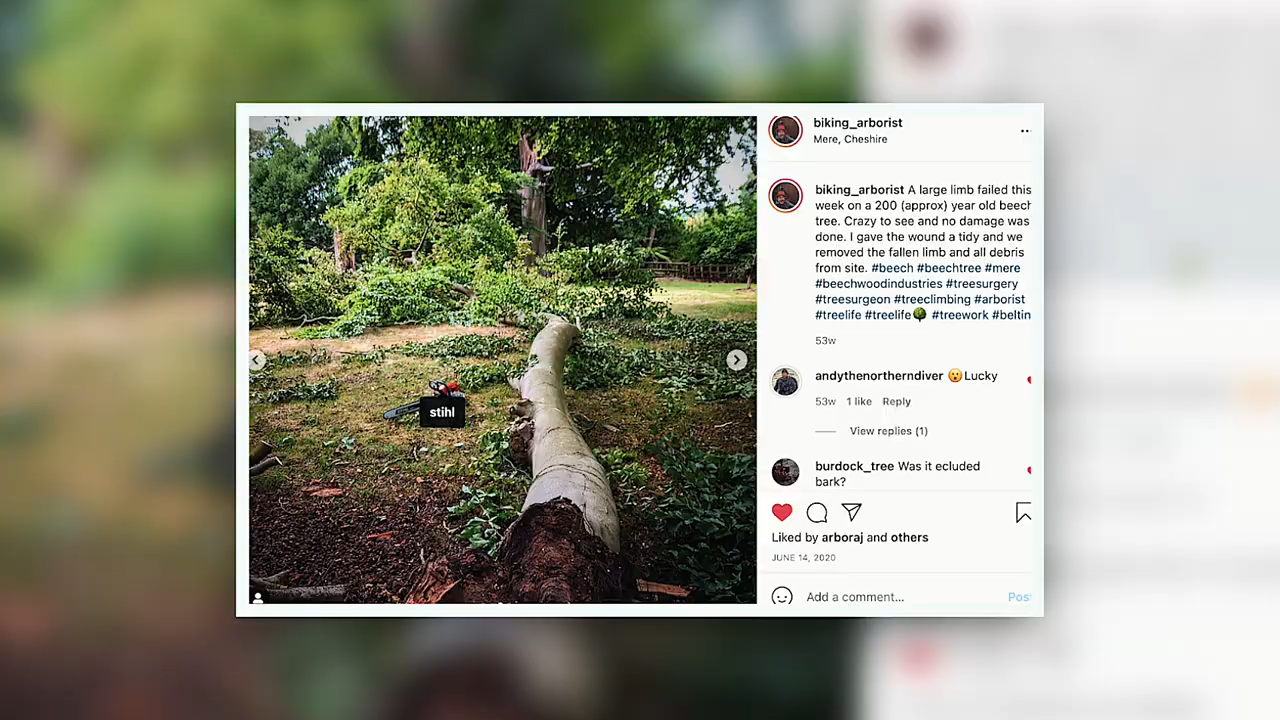 biking_arborist
Mere, Cheshire
biking_arborist A large limb failed this
week on a 200 (approx) year old beech
tree. Crazy to see and no damage was
done. I gave the wound a tidy and we
removed the fallen limb and all debris
from site. #beech #beechtree #mere
#beechwoodindustries #treesurgery
#treesurgeon #treeclimbing #arborist
#treelife #treelife🌳 #treework #beltin
53w
andythenortherndiver 😮Lucky
53w 1 like Reply
View replies (1)
burdock_tree Was it ecluded
bark?
Liked by arboraj and others
JUNE 14, 2020
Add a comment...
Post
stihl